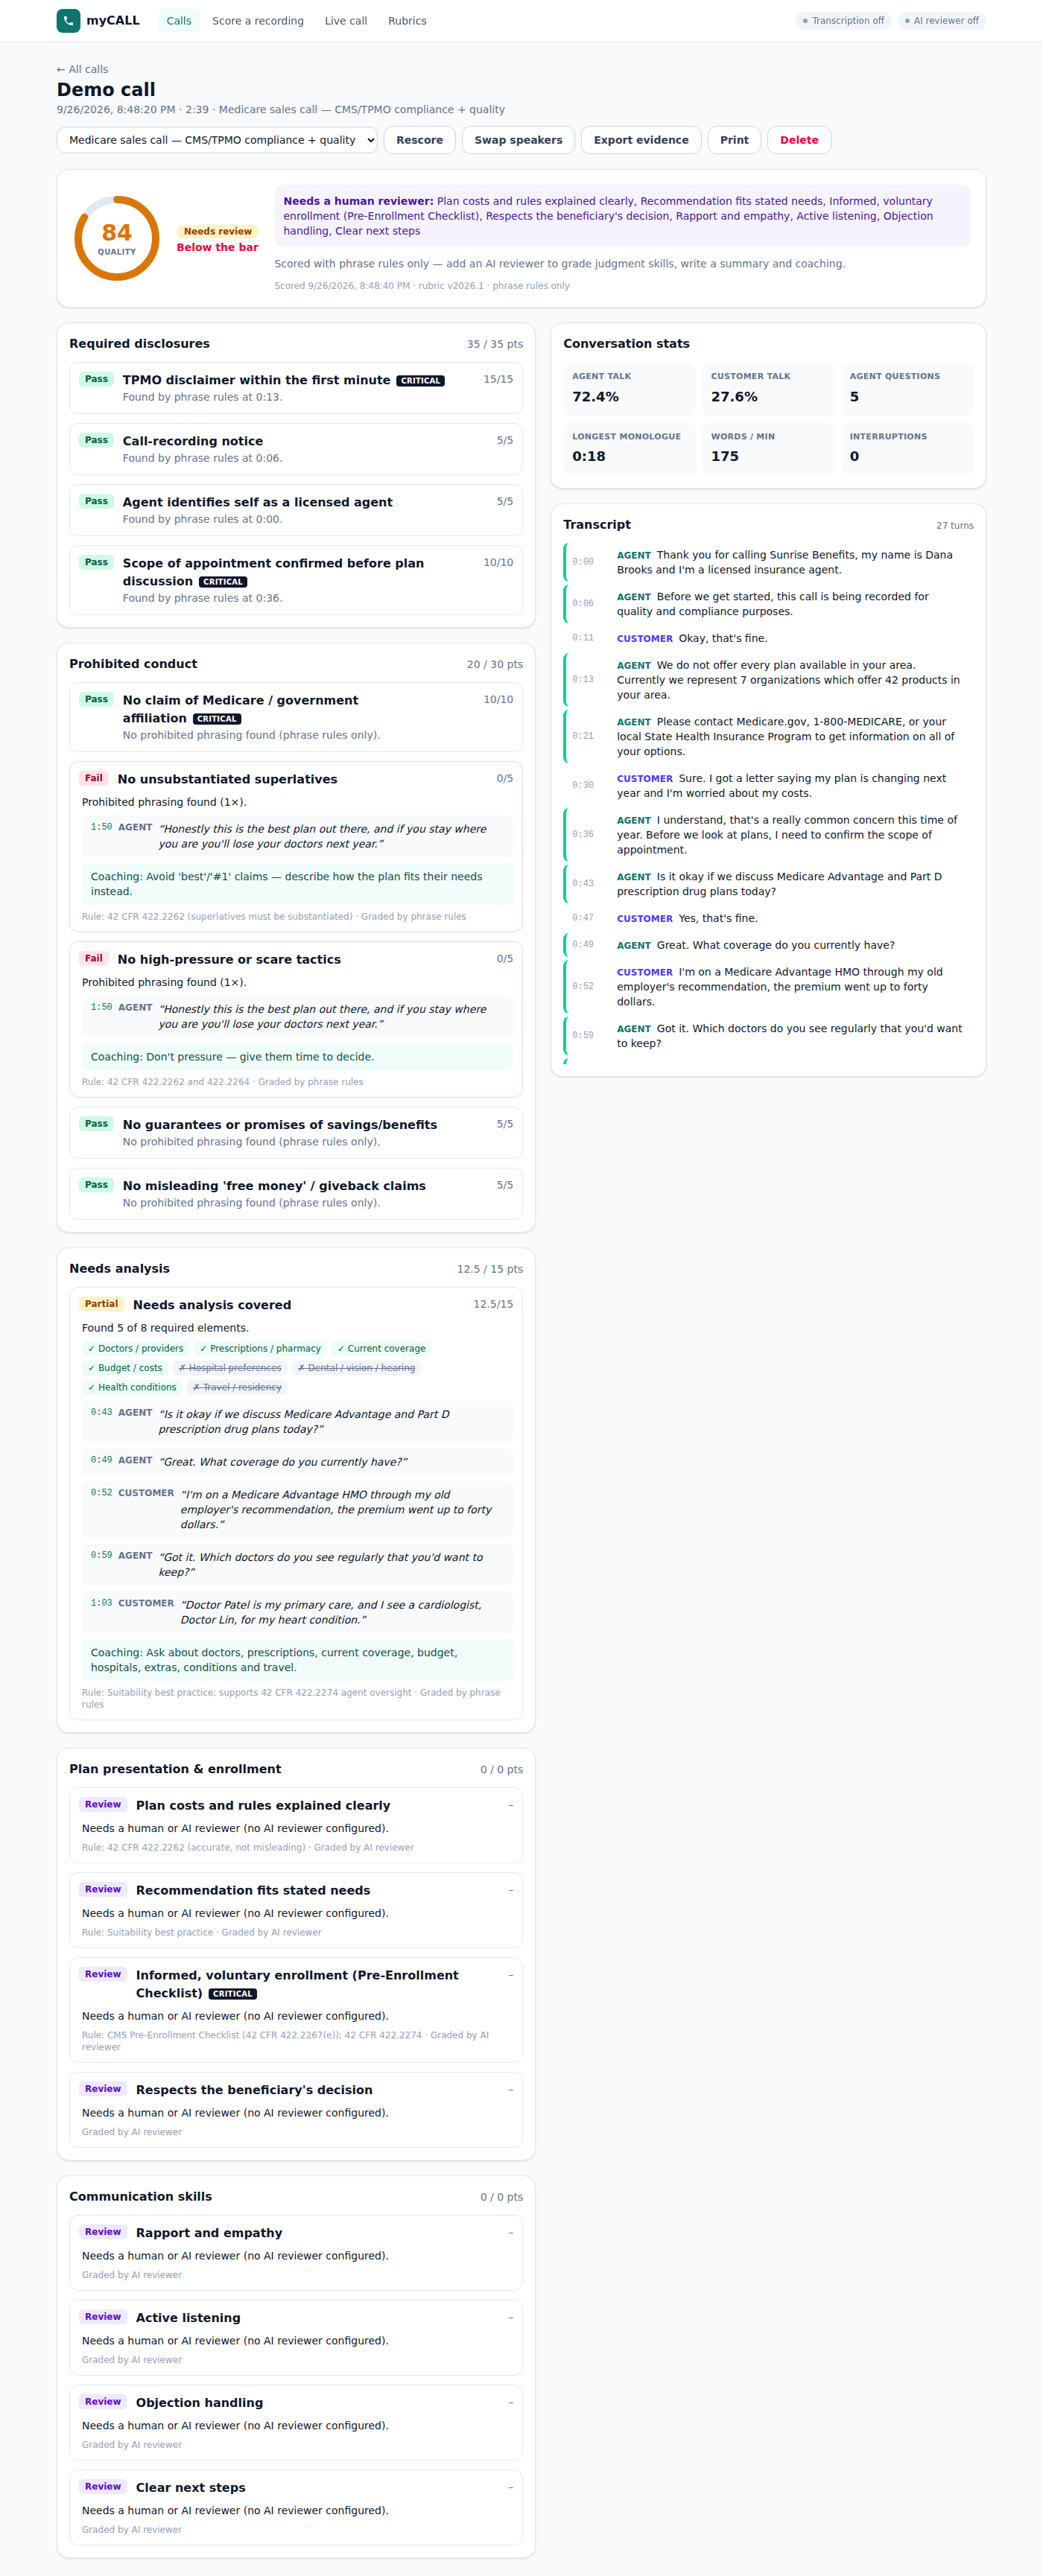 myCALL
Calls
Score a recording
Live call
Rubrics
Transcription off
AI reviewer off
← All calls
Demo call
9/26/2026, 8:48:20 PM · 2:39 · Medicare sales call — CMS/TPMO compliance + quality
Medicare sales call — CMS/TPMO compliance + quality
Rescore
Swap speakers
Export evidence
Print
Delete
84
QUALITY
Needs review
Below the bar
Needs a human reviewer: Plan costs and rules explained clearly, Recommendation fits stated needs, Informed, voluntary
enrollment (Pre-Enrollment Checklist), Respects the beneficiary's decision, Rapport and empathy, Active listening, Objection
handling, Clear next steps
Scored with phrase rules only — add an AI reviewer to grade judgment skills, write a summary and coaching.
Scored 9/26/2026, 8:48:40 PM · rubric v2026.1 · phrase rules only
Required disclosures
35 / 35 pts
Pass
TPMO disclaimer within the first minute CRITICAL
15/15
Found by phrase rules at 0:13.
Pass
Call-recording notice
5/5
Found by phrase rules at 0:06.
Pass
Agent identifies self as a licensed agent
5/5
Found by phrase rules at 0:00.
Pass
Scope of appointment confirmed before plan
discussion CRITICAL
10/10
Found by phrase rules at 0:36.
Prohibited conduct
20 / 30 pts
Pass
No claim of Medicare / government
affiliation CRITICAL
10/10
No prohibited phrasing found (phrase rules only).
Fail
No unsubstantiated superlatives
0/5
Prohibited phrasing found (1×).
1:50 AGENT “Honestly this is the best plan out there, and if you stay where
you are you'll lose your doctors next year.”
Coaching: Avoid 'best'/'#1' claims — describe how the plan fits their needs
instead.
Rule: 42 CFR 422.2262 (superlatives must be substantiated) · Graded by phrase rules
Fail
No high-pressure or scare tactics
0/5
Prohibited phrasing found (1×).
1:50 AGENT “Honestly this is the best plan out there, and if you stay where
you are you'll lose your doctors next year.”
Coaching: Don't pressure — give them time to decide.
Rule: 42 CFR 422.2262 and 422.2264 · Graded by phrase rules
Pass
No guarantees or promises of savings/benefits
5/5
No prohibited phrasing found (phrase rules only).
Pass
No misleading 'free money' / giveback claims
5/5
No prohibited phrasing found (phrase rules only).
Needs analysis
12.5 / 15 pts
Partial
Needs analysis covered
12.5/15
Found 5 of 8 required elements.
✓ Doctors / providers
✓ Prescriptions / pharmacy
✓ Current coverage
✓ Budget / costs
✗ Hospital preferences
✗ Dental / vision / hearing
✓ Health conditions
✗ Travel / residency
0:43 AGENT “Is it okay if we discuss Medicare Advantage and Part D
prescription drug plans today?”
0:49 AGENT “Great. What coverage do you currently have?”
0:52 CUSTOMER “I'm on a Medicare Advantage HMO through my old
employer's recommendation, the premium went up to forty
dollars.”
0:59 AGENT “Got it. Which doctors do you see regularly that you'd want to
keep?”
1:03 CUSTOMER “Doctor Patel is my primary care, and I see a cardiologist,
Doctor Lin, for my heart condition.”
Coaching: Ask about doctors, prescriptions, current coverage, budget,
hospitals, extras, conditions and travel.
Rule: Suitability best practice; supports 42 CFR 422.2274 agent oversight · Graded by phrase
rules
Plan presentation & enrollment
0 / 0 pts
Review
Plan costs and rules explained clearly
–
Needs a human or AI reviewer (no AI reviewer configured).
Rule: 42 CFR 422.2262 (accurate, not misleading) · Graded by AI reviewer
Review
Recommendation fits stated needs
–
Needs a human or AI reviewer (no AI reviewer configured).
Rule: Suitability best practice · Graded by AI reviewer
Review
Informed, voluntary enrollment (Pre-Enrollment
Checklist) CRITICAL
–
Needs a human or AI reviewer (no AI reviewer configured).
Rule: CMS Pre-Enrollment Checklist (42 CFR 422.2267(e)); 42 CFR 422.2274 · Graded by AI
reviewer
Review
Respects the beneficiary's decision
–
Needs a human or AI reviewer (no AI reviewer configured).
Graded by AI reviewer
Communication skills
0 / 0 pts
Review
Rapport and empathy
–
Needs a human or AI reviewer (no AI reviewer configured).
Graded by AI reviewer
Review
Active listening
–
Needs a human or AI reviewer (no AI reviewer configured).
Graded by AI reviewer
Review
Objection handling
–
Needs a human or AI reviewer (no AI reviewer configured).
Graded by AI reviewer
Review
Clear next steps
–
Needs a human or AI reviewer (no AI reviewer configured).
Graded by AI reviewer
Conversation stats
AGENT TALK
72.4%
CUSTOMER TALK
27.6%
AGENT QUESTIONS
5
LONGEST MONOLOGUE
0:18
WORDS / MIN
175
INTERRUPTIONS
0
Transcript
27 turns
0:00 AGENT Thank you for calling Sunrise Benefits, my name is Dana
Brooks and I'm a licensed insurance agent.
0:06 AGENT Before we get started, this call is being recorded for
quality and compliance purposes.
0:11 CUSTOMER Okay, that's fine.
0:13 AGENT We do not offer every plan available in your area.
Currently we represent 7 organizations which offer 42 products in
your area.
0:21 AGENT Please contact Medicare.gov, 1-800-MEDICARE, or your
local State Health Insurance Program to get information on all of
your options.
0:30 CUSTOMER Sure. I got a letter saying my plan is changing next
year and I'm worried about my costs.
0:36 AGENT I understand, that's a really common concern this time of
year. Before we look at plans, I need to confirm the scope of
appointment.
0:43 AGENT Is it okay if we discuss Medicare Advantage and Part D
prescription drug plans today?
0:47 CUSTOMER Yes, that's fine.
0:49 AGENT Great. What coverage do you currently have?
0:52 CUSTOMER I'm on a Medicare Advantage HMO through my old
employer's recommendation, the premium went up to forty
dollars.
0:59 AGENT Got it. Which doctors do you see regularly that you'd want
to keep?